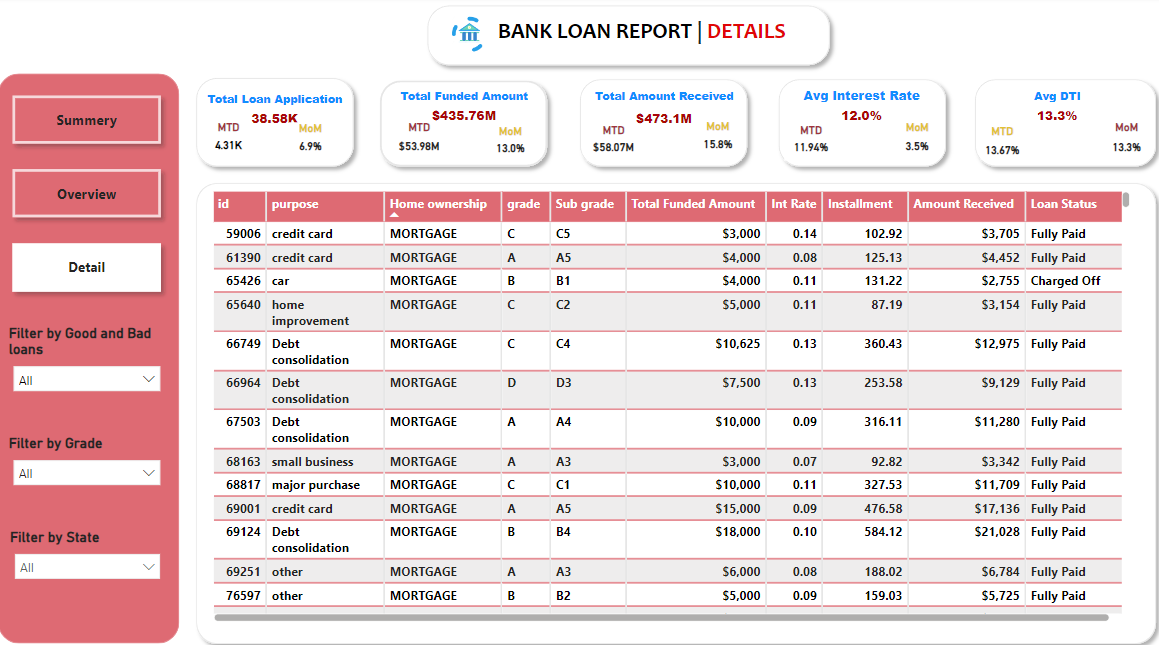 BANK LOAN REPORT | DETAILS
Summery
Overview
Detail
Filter by Good and Bad
loans
All
Filter by Grade
All
Filter by State
All
Total Loan Application
38.58K
MTD MoM
4.31K 6.9%
Total Funded Amount
$435.76M
MTD MoM
$53.98M 13.0%
Total Amount Received
$473.1M
MTD MoM
$58.07M 15.8%
Avg Interest Rate
12.0%
MTD MoM
11.94% 3.5%
Avg DTI
13.3%
MTD MoM
13.67% 13.3%
id purpose Home ownership grade Sub grade Total Funded Amount Int Rate Installment Amount Received Loan Status
59006 credit card MORTGAGE C C5 $3,000 0.14 102.92 $3,705 Fully Paid
61390 credit card MORTGAGE A A5 $4,000 0.08 125.13 $4,452 Fully Paid
65426 car MORTGAGE B B1 $4,000 0.11 131.22 $2,755 Charged Off
65640 home MORTGAGE C C2 $5,000 0.11 87.19 $3,154 Fully Paid
improvement
66749 Debt MORTGAGE C C4 $10,625 0.13 360.43 $12,975 Fully Paid
consolidation
66964 Debt MORTGAGE D D3 $7,500 0.13 253.58 $9,129 Fully Paid
consolidation
67503 Debt MORTGAGE A A4 $10,000 0.09 316.11 $11,280 Fully Paid
consolidation
68163 small business MORTGAGE A A3 $3,000 0.07 92.82 $3,342 Fully Paid
68817 major purchase MORTGAGE C C1 $10,000 0.11 327.53 $11,709 Fully Paid
69001 credit card MORTGAGE A A5 $15,000 0.09 476.58 $17,136 Fully Paid
69124 Debt MORTGAGE B B4 $18,000 0.10 584.12 $21,028 Fully Paid
consolidation
69251 other MORTGAGE A A3 $6,000 0.08 188.02 $6,784 Fully Paid
76597 other MORTGAGE B B2 $5,000 0.09 159.03 $5,725 Fully Paid